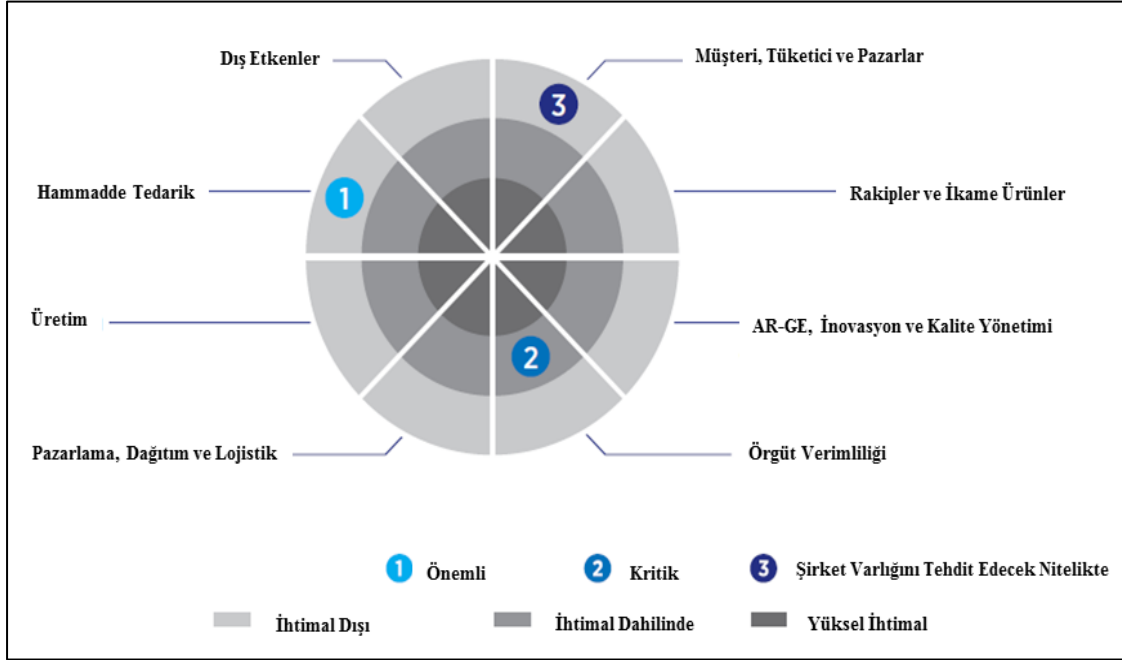 Dış Etkenler
Müşteri, Tüketici ve Pazarlar
3
Hammadde Tedarik
1
Rakipler ve İkame Ürünler
Üretim
AR-GE, İnovasyon ve Kalite Yönetimi
2
Pazarlama, Dağıtım ve Lojistik
Örgüt Verimliliği
1 Önemli
2 Kritik
3 Şirket Varlığını Tehdit Edecek Nitelikte
İhtimal Dışı
İhtimal Dahilinde
Yüksel İhtimal